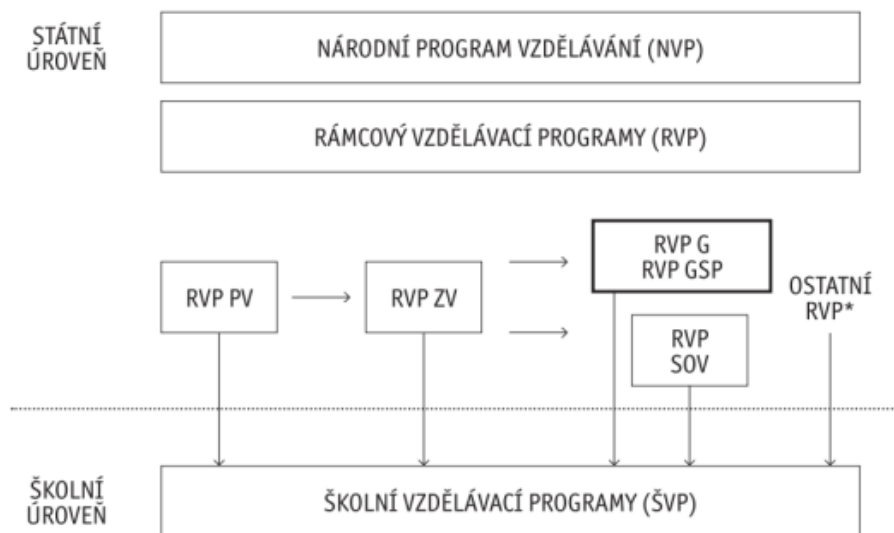 STÁTNÍ
ÚROVEŇ
NÁRODNÍ PROGRAM VZDĚLÁVÁNÍ (NVP)
RÁMCOVÝ VZDĚLÁVACÍ PROGRAMY (RVP)
RVP PV
RVP ZV
RVP G
RVP GSP
RVP
SOV
OSTATNÍ
RVP*
ŠKOLNÍ
ÚROVEŇ
ŠKOLNÍ VZDĚLÁVACÍ PROGRAMY (ŠVP)